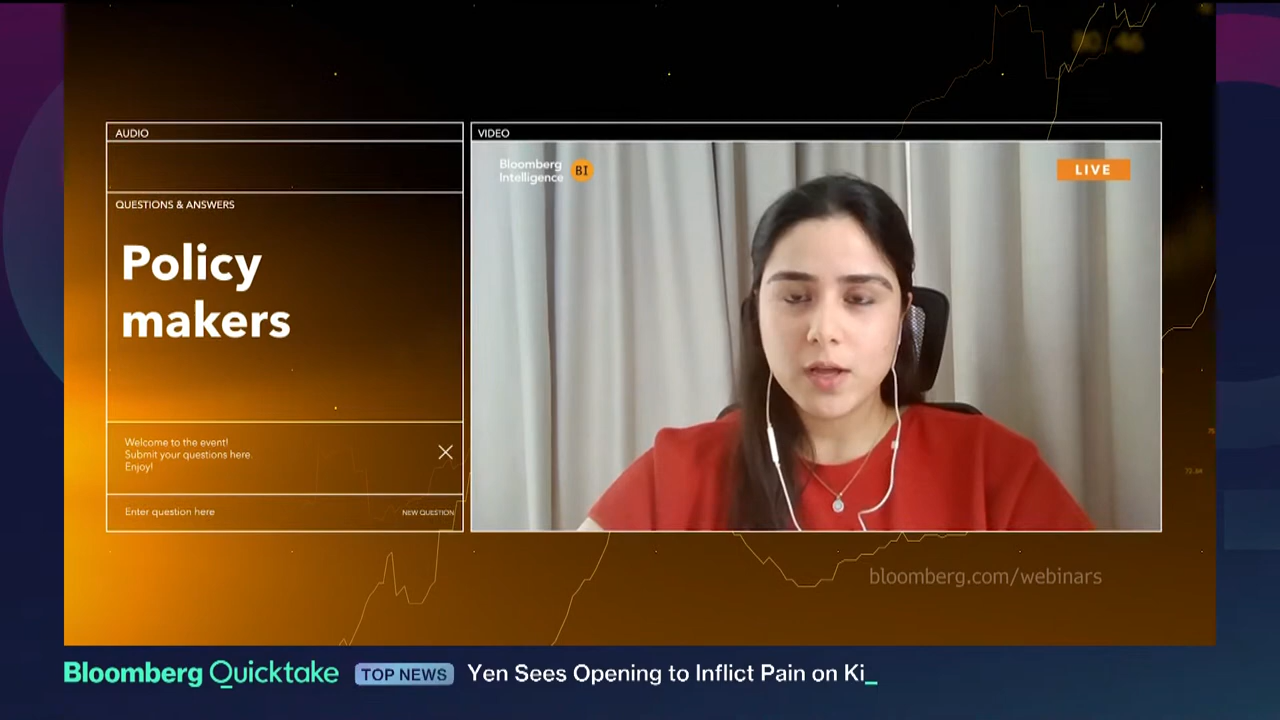 AUDIO
QUESTIONS & ANSWERS
Policy
makers
Welcome to the event!
Submit your questions here.
Enjoy!
Enter question here
NEW QUESTION
VIDEO
Bloomberg
Intelligence
BI
LIVE
bloomberg.com/webinars
Bloomberg Quicktake TOP NEWS Yen Sees Opening to Inflict Pain on Ki_